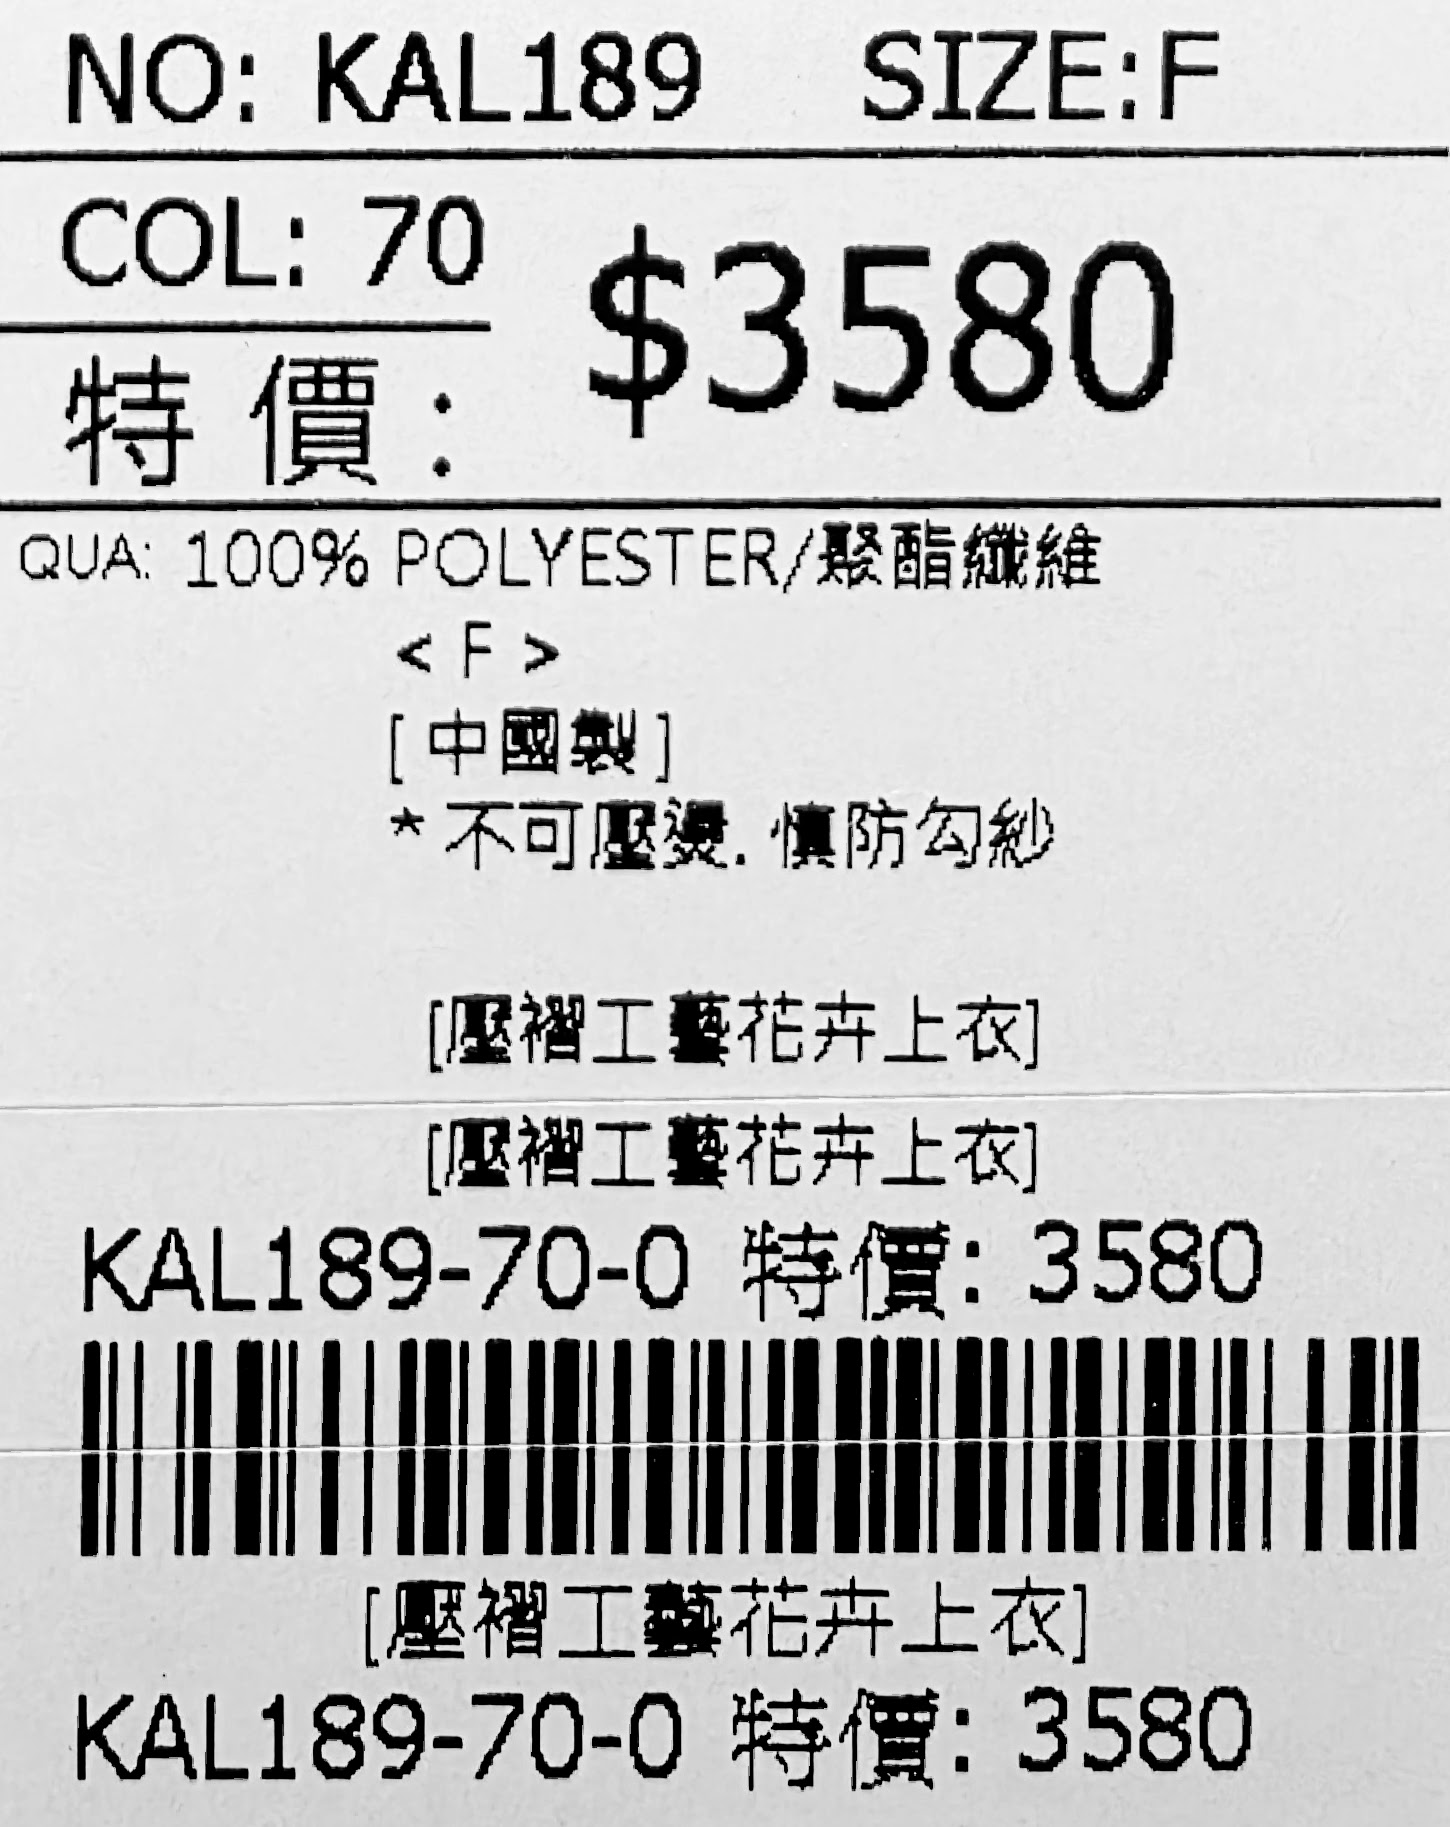 NO: KAL189 SIZE:F
COL: 70
$3580
特價:
QUA: 100% POLYESTER/聚酯纖維
< F >
[中國製]
*不可壓燙. 慎防勾紗
[壓褶工藝花卉上衣]
[壓褶工藝花卉上衣]
KAL189-70-0 特價: 3580
[壓褶工藝花卉上衣]
KAL189-70-0 特價: 3580